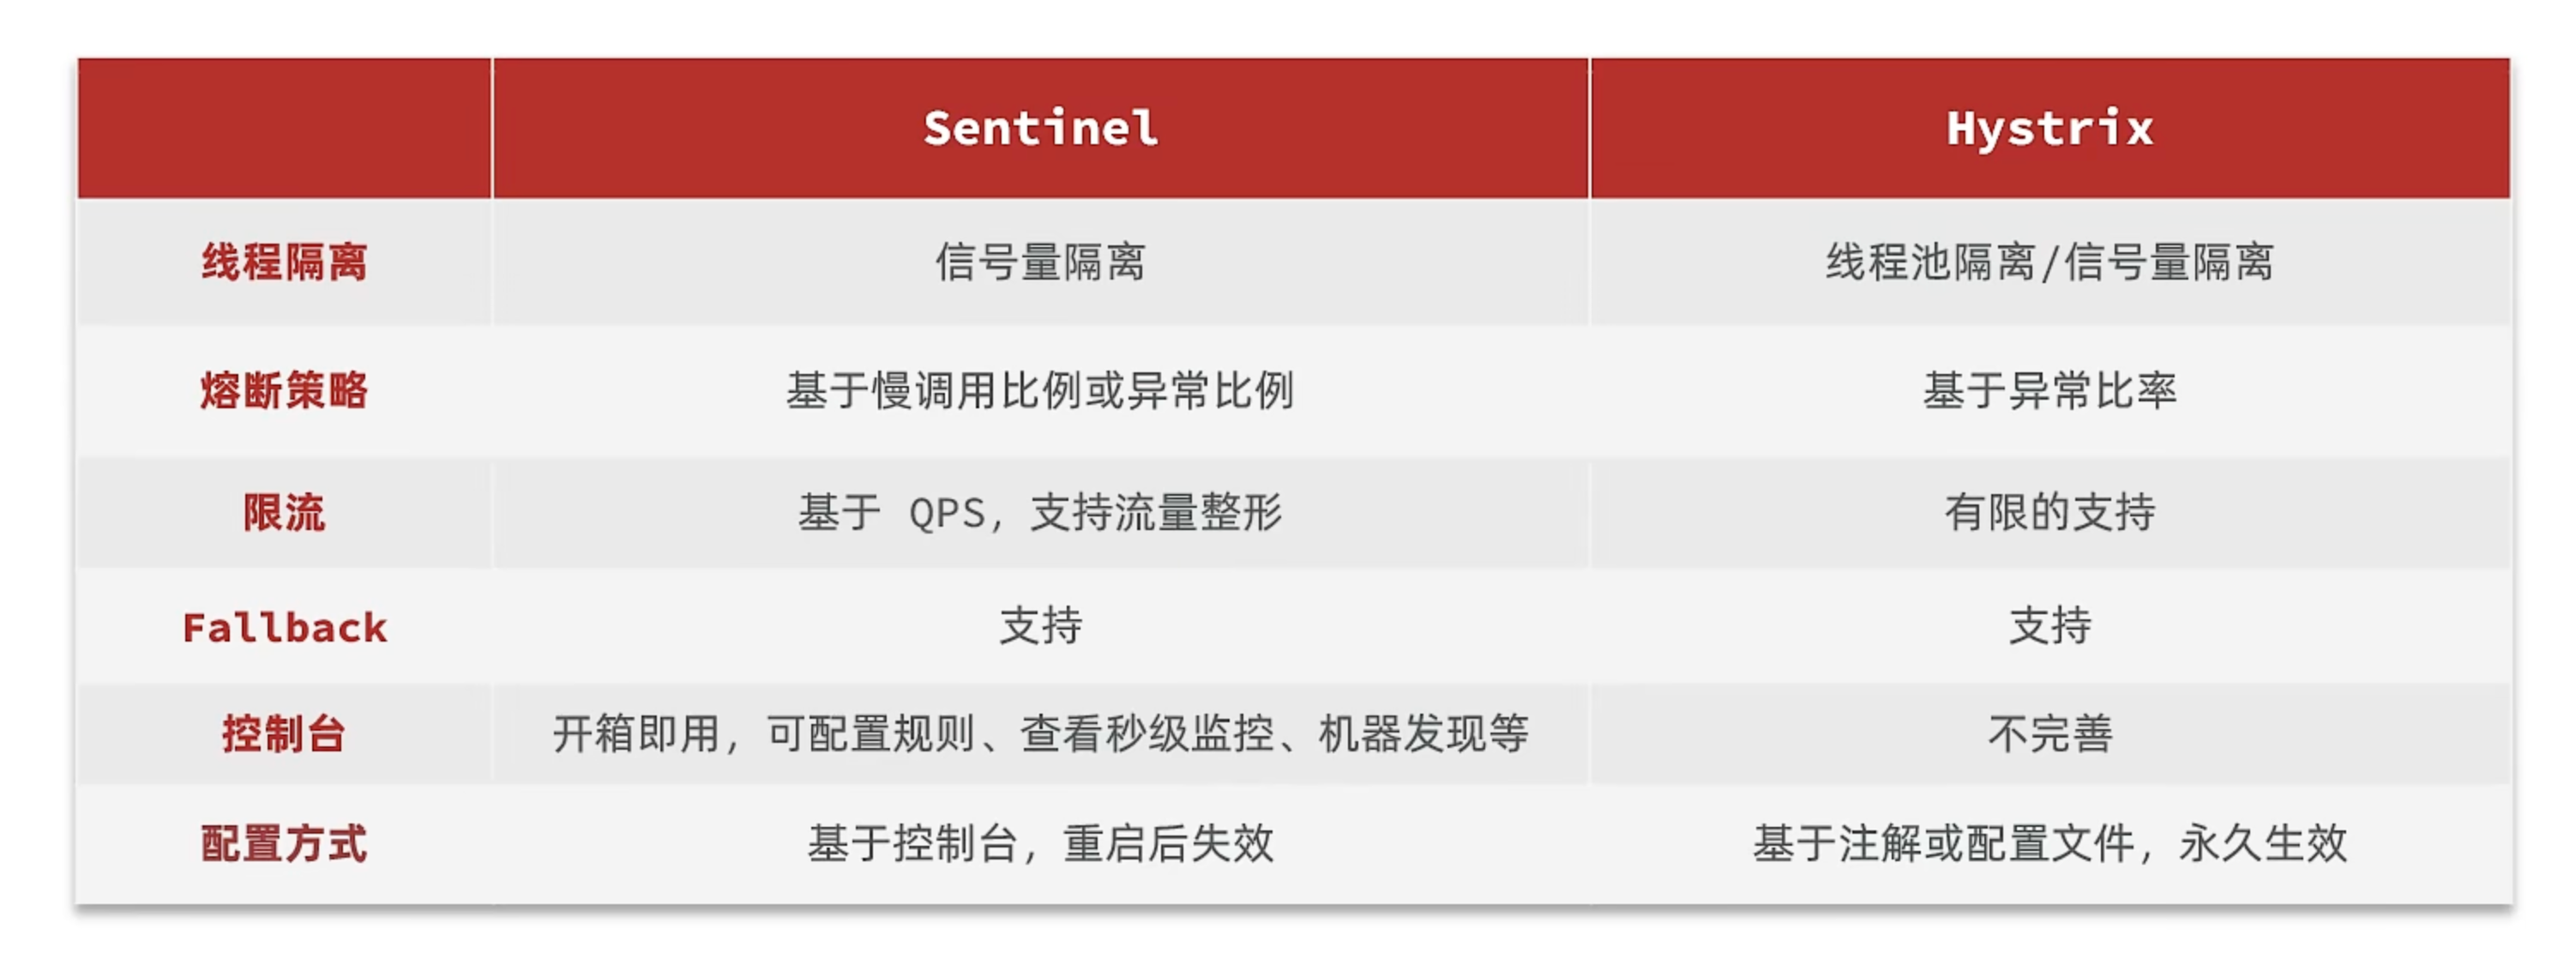 Sentinel Hystrix
线程隔离 信号量隔离 线程池隔离/信号量隔离
熔断策略 基于慢调用比例或异常比例 基于异常比率
限流 基于 QPS，支持流量整形 有限的支持
Fallback 支持 支持
控制台 开箱即用，可配置规则、查看秒级监控、机器发现等 不完善
配置方式 基于控制台，重启后失效 基于注解或配置文件，永久生效